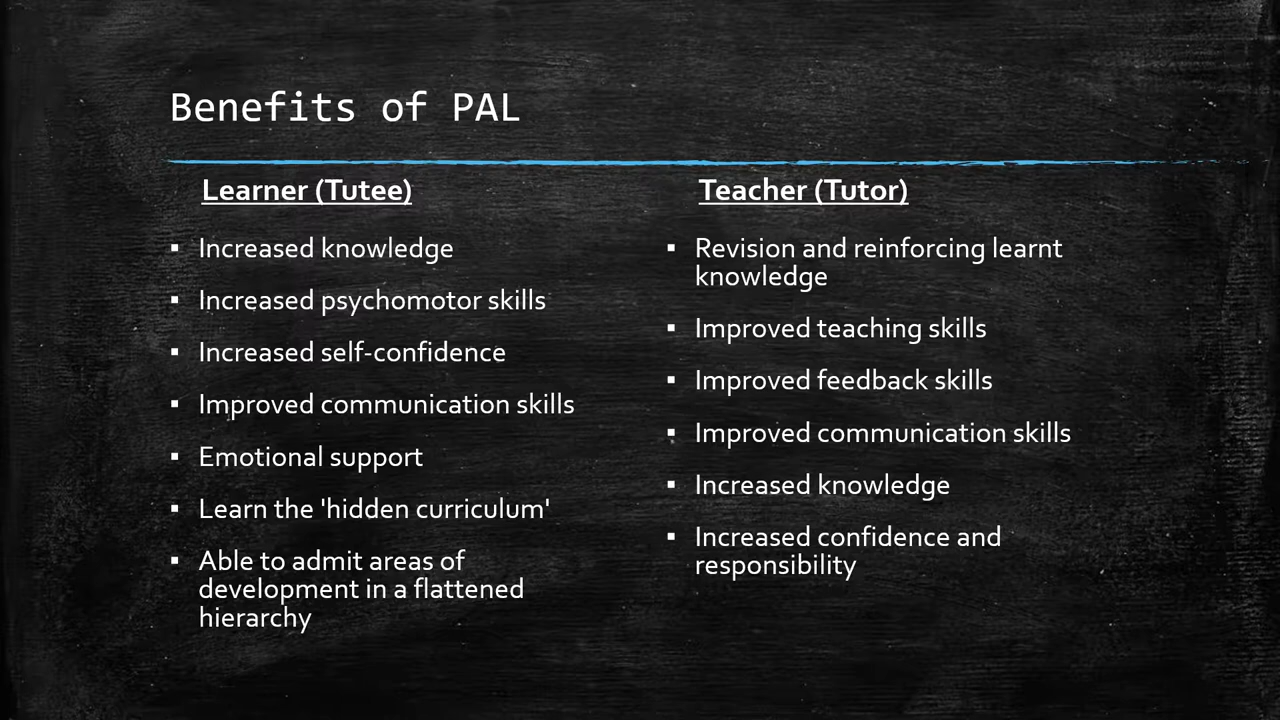 Benefits of PAL
Learner (Tutee)
▪ Increased knowledge
▪ Increased psychomotor skills
▪ Increased self-confidence
▪ Improved communication skills
▪ Emotional support
▪ Learn the 'hidden curriculum'
▪ Able to admit areas of
development in a flattened
hierarchy
Teacher (Tutor)
▪ Revision and reinforcing learnt
knowledge
▪ Improved teaching skills
▪ Improved feedback skills
▪ Improved communication skills
▪ Increased knowledge
▪ Increased confidence and
responsibility